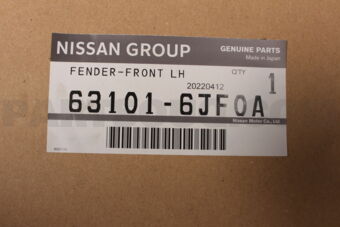 NISSAN GROUP
GENUINE PARTS
Made in Japan
FENDER-FRONT LH
QTY
20220412
1
63101-6JF0A
Nissan Motor Co., Ltd.